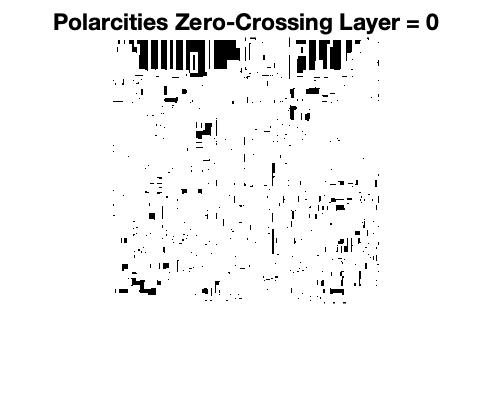 Polarcities Zero-Crossing Layer = 0